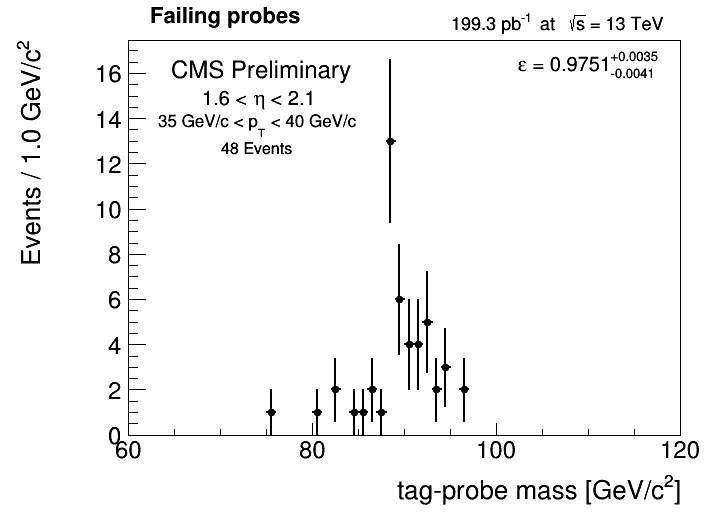 Failing probes
199.3 pb⁻¹ at √s = 13 TeV
CMS Preliminary
1.6 < η < 2.1
35 GeV/c < p_T < 40 GeV/c
48 Events
ε = 0.9751 +0.0035 -0.0041
Events / 1.0 GeV/c²
16
14
12
10
8
6
4
2
0
60 80 100 120
tag-probe mass [GeV/c²]